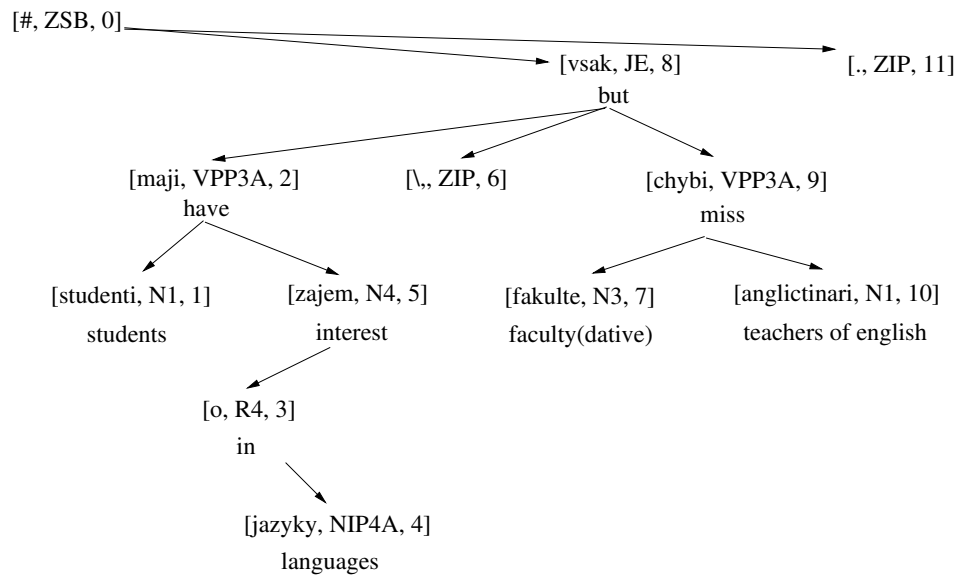 [#, ZSB, 0]
[vsak, JE, 8]
[., ZIP, 11]
but
[maji, VPP3A, 2]
[\,, ZIP, 6]
[chybi, VPP3A, 9]
have
miss
[studenti, N1, 1]
[zajem, N4, 5]
[fakulte, N3, 7]
[anglictinari, N1, 10]
students
interest
faculty(dative)
teachers of english
[o, R4, 3]
in
[jazyky, NIP4A, 4]
languages